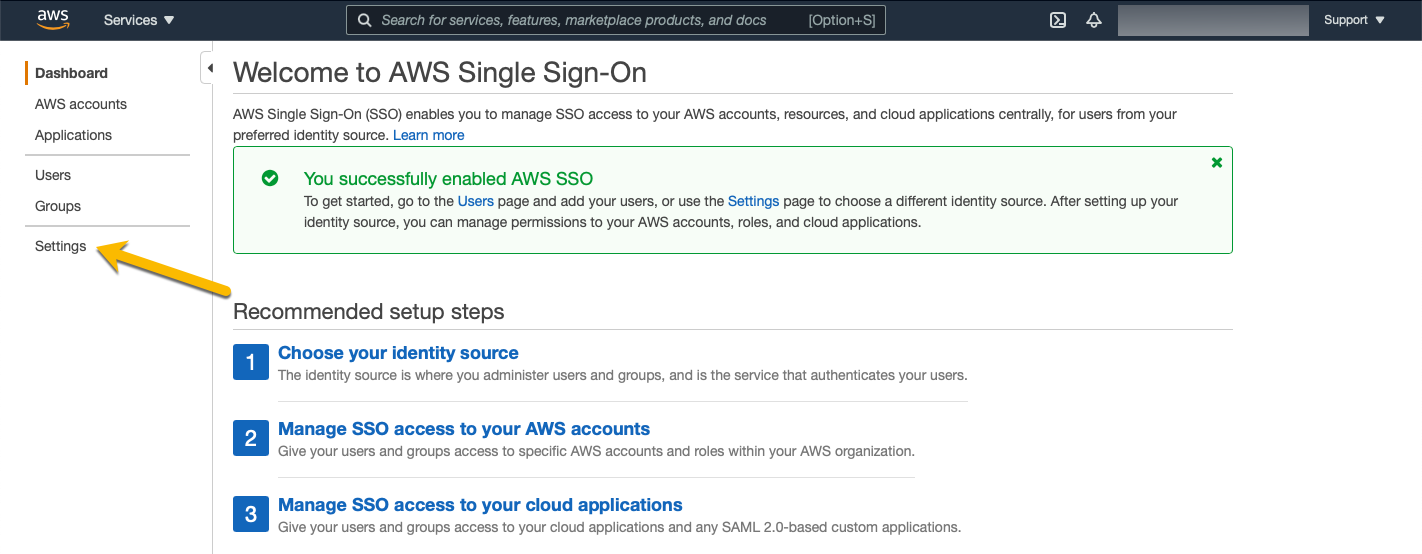 aws
Services
Search for services, features, marketplace products, and docs
[Option+S]
Support
Dashboard
AWS accounts
Applications
Users
Groups
Settings
Welcome to AWS Single Sign-On
AWS Single Sign-On (SSO) enables you to manage SSO access to your AWS accounts, resources, and cloud applications centrally, for users from your
preferred identity source. Learn more
You successfully enabled AWS SSO
To get started, go to the Users page and add your users, or use the Settings page to choose a different identity source. After setting up your
identity source, you can manage permissions to your AWS accounts, roles, and cloud applications.
Recommended setup steps
1
Choose your identity source
The identity source is where you administer users and groups, and is the service that authenticates your users.
2
Manage SSO access to your AWS accounts
Give your users and groups access to specific AWS accounts and roles within your AWS organization.
3
Manage SSO access to your cloud applications
Give your users and groups access to your cloud applications and any SAML 2.0-based custom applications.